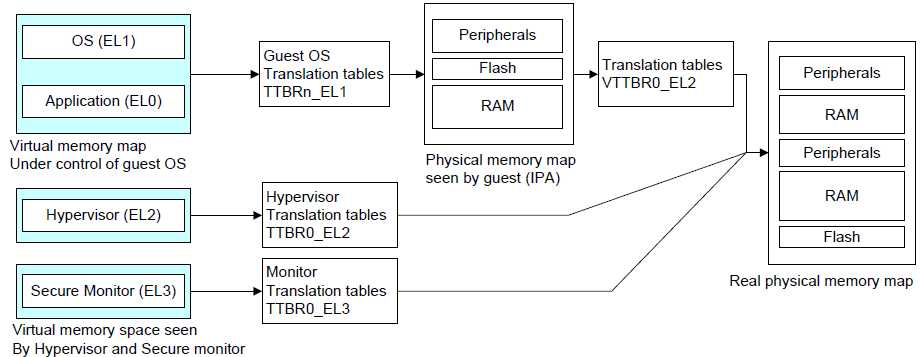 OS (EL1)
Application (EL0)
Virtual memory map
Under control of guest OS
Guest OS
Translation tables
TTBRn_EL1
Peripherals
Flash
RAM
Physical memory map
seen by guest (IPA)
Translation tables
VTTBR0_EL2
Hypervisor (EL2)
Hypervisor
Translation tables
TTBR0_EL2
Secure Monitor (EL3)
Virtual memory space seen
By Hypervisor and Secure monitor
Monitor
Translation tables
TTBR0_EL3
Peripherals
RAM
Peripherals
RAM
Flash
Real physical memory map